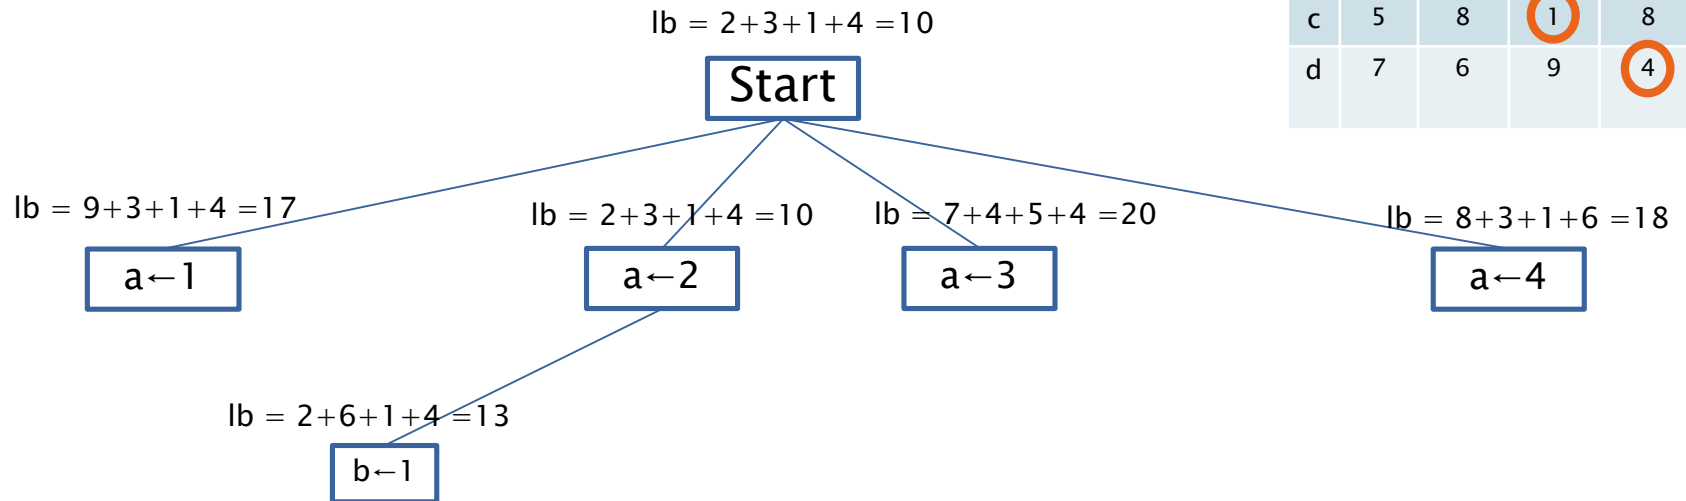 lb = 2+3+1+4 =10
c 5 8 1 8
d 7 6 9 4
Start
lb = 9+3+1+4 =17
lb = 2+3+1+4 =10
lb = 7+4+5+4 =20
lb = 8+3+1+6 =18
a←1
a←2
a←3
a←4
lb = 2+6+1+4 =13
b←1